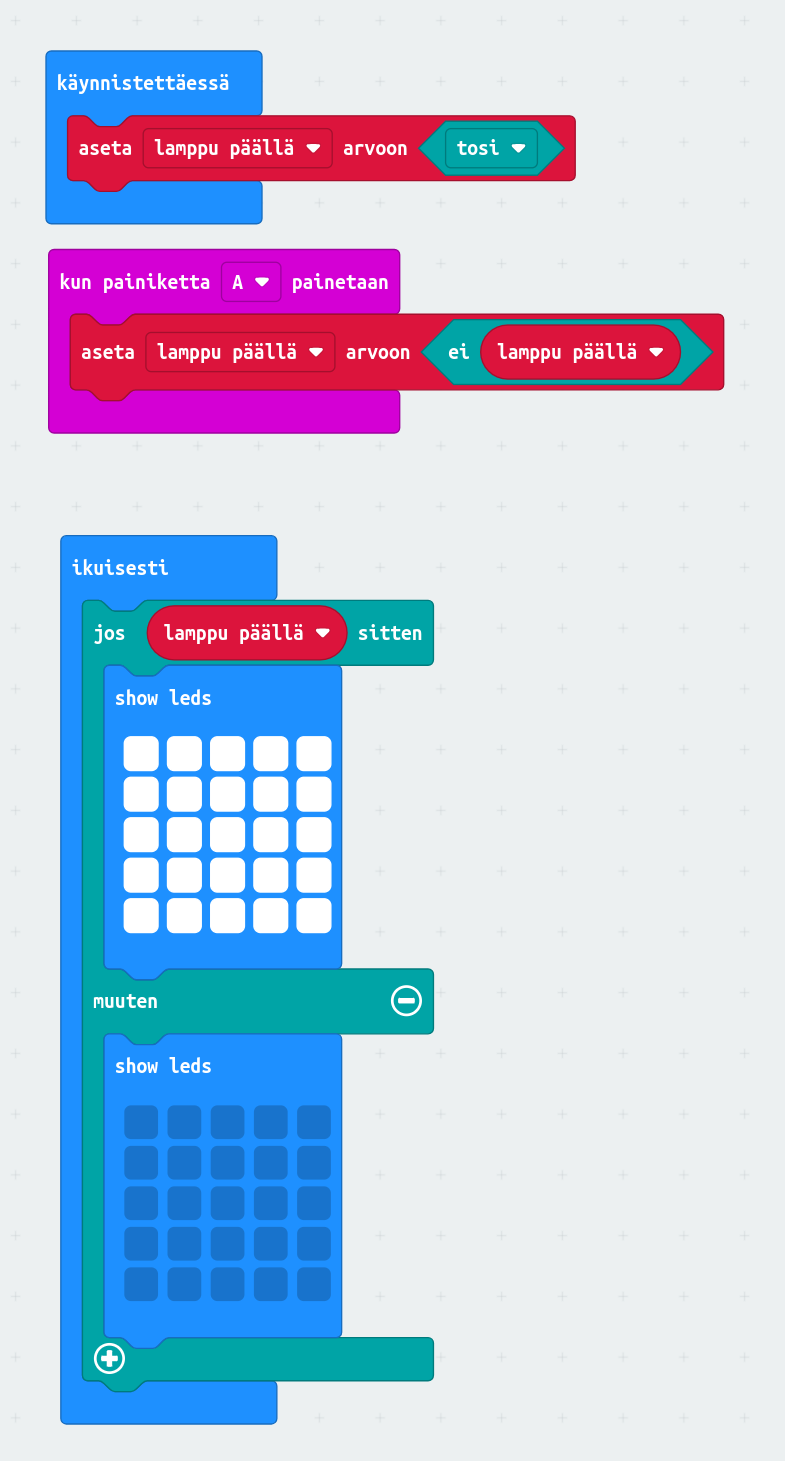 käynnistettäessä
aseta lamppu päällä arvoon tosi
kun painiketta A painetaan
aseta lamppu päällä arvoon ei lamppu päällä
ikuisesti
jos lamppu päällä sitten
show leds
muuten
show leds